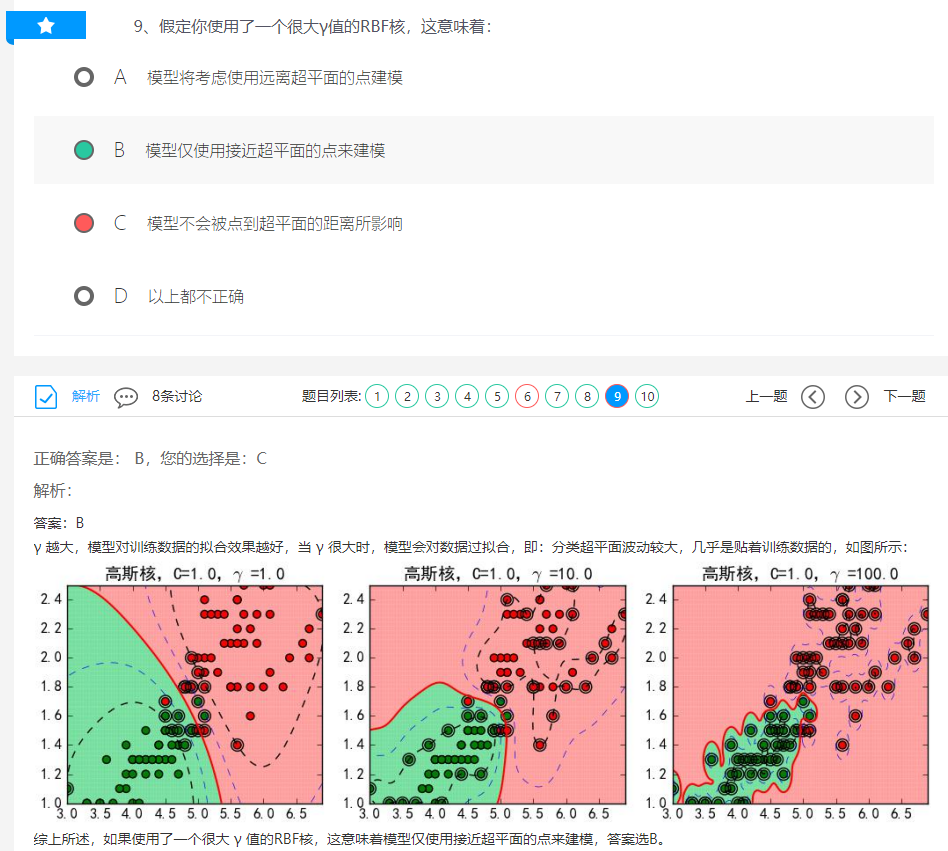 9、假定你使用了一个很大γ值的RBF核，这意味着：
A 模型将考虑使用远离超平面的点建模
B 模型仅使用接近超平面的点来建模
C 模型不会被点到超平面的距离所影响
D 以上都不正确
解析 8条讨论 题目列表: 1 2 3 4 5 6 7 8 9 10 上一题 下一题
正确答案是： B，您的选择是：C
解析：
答案：B
γ 越大，模型对训练数据的拟合效果越好，当 γ 很大时，模型会对数据过拟合，即：分类超平面波动较大，几乎是贴着训练数据的，如图所示：
高斯核，C=1.0，γ =1.0 高斯核，C=1.0，γ =10.0 高斯核，C=1.0，γ =100.0
2.4 2.4 2.4
2.2 2.2 2.2
2.0 2.0 2.0
1.8 1.8 1.8
1.6 1.6 1.6
1.4 1.4 1.4
1.2 1.2 1.2
1.0 1.0 1.0
3.0 3.5 4.0 4.5 5.0 5.5 6.0 6.5 3.0 3.5 4.0 4.5 5.0 5.5 6.0 6.5 3.0 3.5 4.0 4.5 5.0 5.5 6.0 6.5
综上所述，如果使用了一个很大 γ 值的RBF核，这意味着模型仅使用接近超平面的点来建模，答案选B。